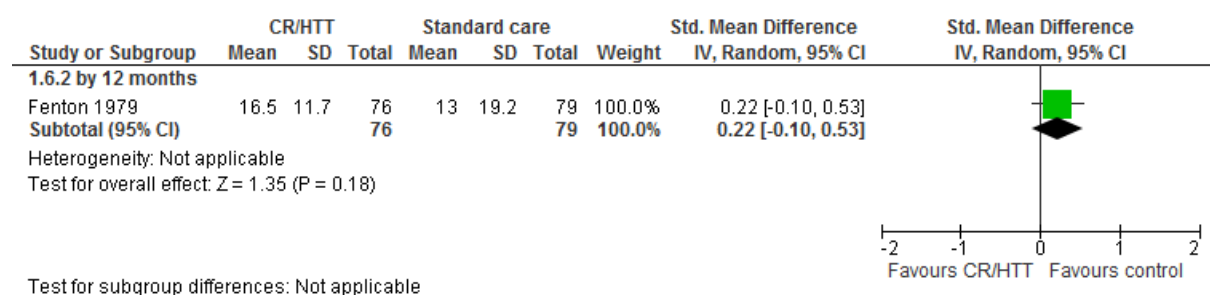 CR/HTT Standard care Std. Mean Difference Std. Mean Difference
Study or Subgroup Mean SD Total Mean SD Total Weight IV, Random, 95% CI IV, Random, 95% CI
1.6.2 by 12 months
Fenton 1979 16.5 11.7 76 13 19.2 79 100.0% 0.22 [-0.10, 0.53]
Subtotal (95% CI) 76 79 100.0% 0.22 [-0.10, 0.53]
Heterogeneity: Not applicable
Test for overall effect: Z = 1.35 (P = 0.18)
-2 -1 0 1 2
Favours CR/HTT Favours control
Test for subgroup differences: Not applicable